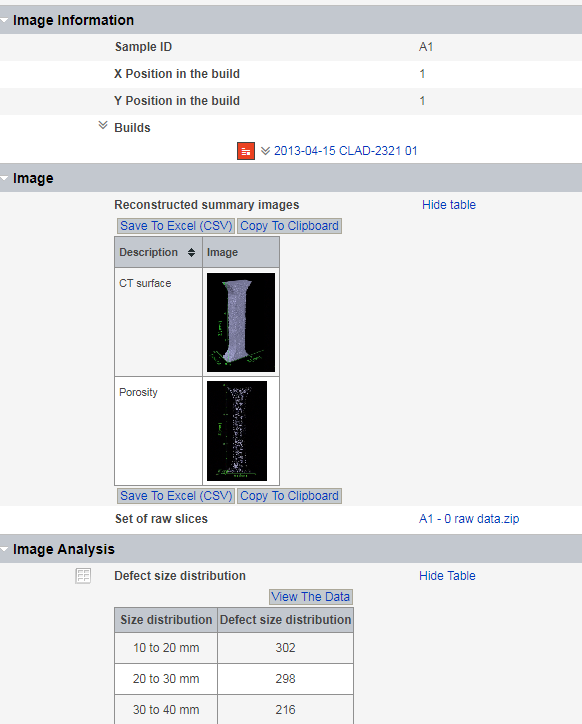 Image Information
Sample ID A1
X Position in the build 1
Y Position in the build 1
Builds
2013-04-15 CLAD-2321 01
Image
Reconstructed summary images Hide table
Save To Excel (CSV) Copy To Clipboard
Description Image
CT surface
Porosity
Save To Excel (CSV) Copy To Clipboard
Set of raw slices A1 - 0 raw data.zip
Image Analysis
Defect size distribution Hide Table
View The Data
Size distribution Defect size distribution
10 to 20 mm 302
20 to 30 mm 298
30 to 40 mm 216